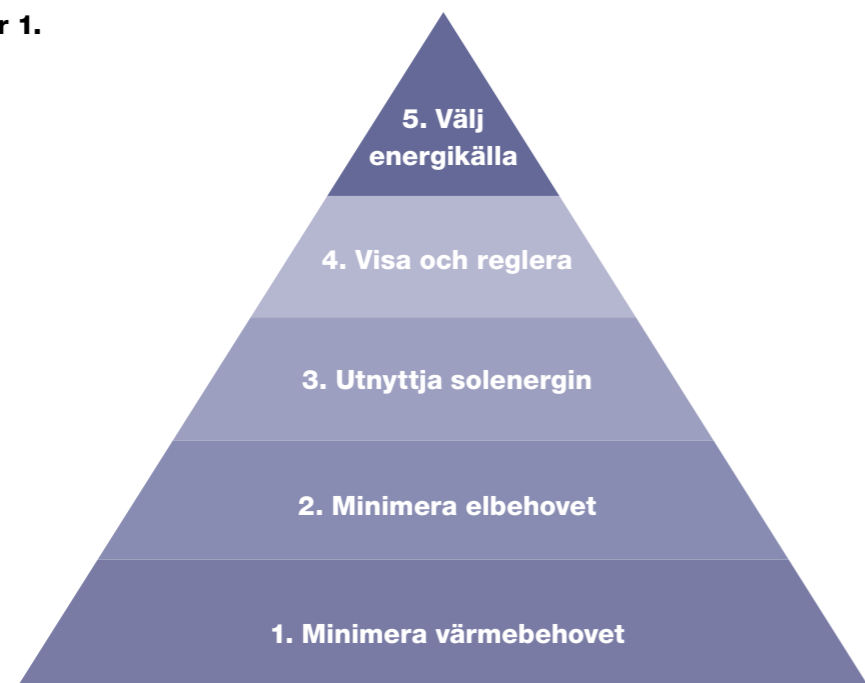 r 1.
5. Välj
energikälla
4. Visa och reglera
3. Utnyttja solenergin
2. Minimera elbehovet
1. Minimera värmebehovet